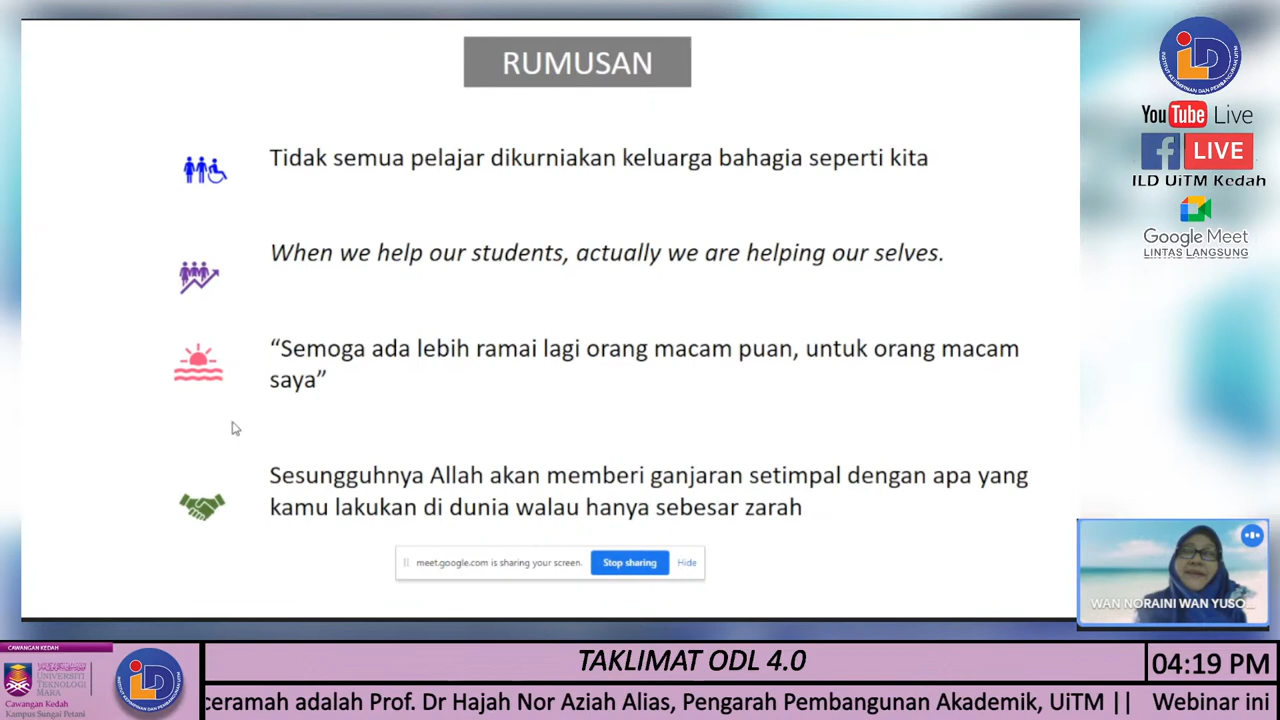 RUMUSAN
Tidak semua pelajar dikurniakan keluarga bahagia seperti kita
When we help our students, actually we are helping our selves.
“Semoga ada lebih ramai lagi orang macam puan, untuk orang macam
saya”
Sesungguhnya Allah akan memberi ganjaran setimpal dengan apa yang
kamu lakukan di dunia walau hanya sebesar zarah
meet.google.com is sharing your screen. Stop sharing Hide
YouTube Live
LIVE
ILD UiTM Kedah
Google Meet
LINTAS LANGSUNG
WAN NORAINI WAN YUSO...
CAWANGAN KEDAH
UNIVERSITI
TEKNOLOGI
MARA
Cawangan Kedah
Kampus Sungai Petani
TAKLIMAT ODL 4.0
04:19 PM
ceramah adalah Prof. Dr Hajah Nor Aziah Alias, Pengarah Pembangunan Akademik, UiTM || Webinar ini